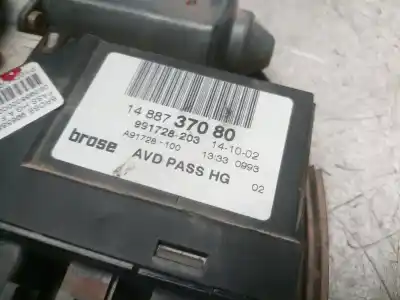 14 887 370 80
991728-203 14-10-02
brose A91728-100 13:33 0993
AVD PASS HG 02